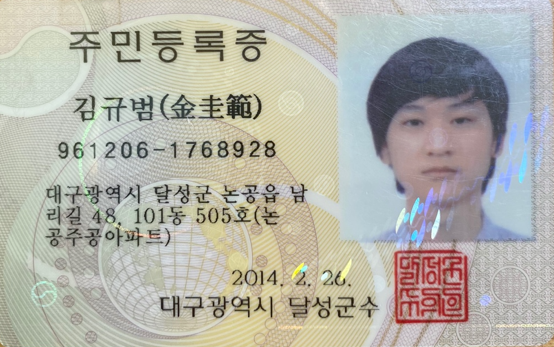 주민등록증
김규범(金圭範)
961206-1768928
대구광역시 달성군 논공읍 남
리길 48, 101동 505호(논
공주공아파트)
2014. 2. 26.
대구광역시 달성군수